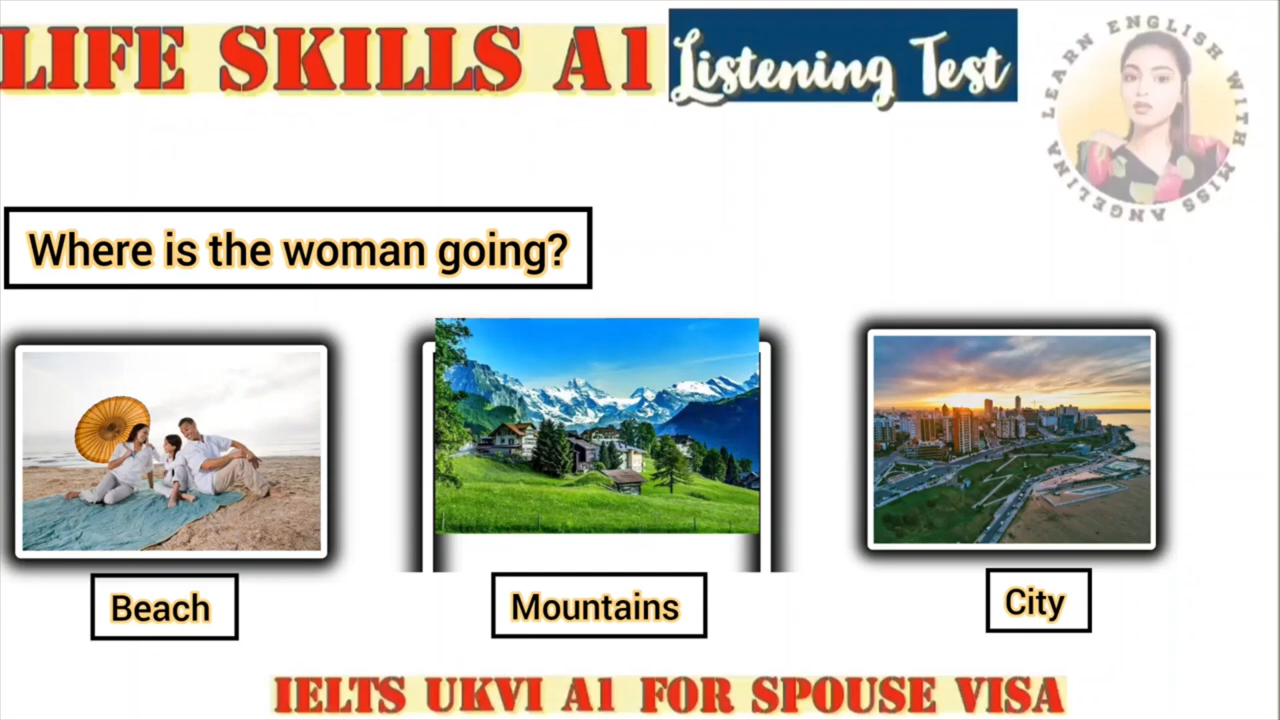 LIFE SKILLS A1 Listening Test
LEARN ENGLISH WITH MISS ANGELINA
Where is the woman going?
Beach
Mountains
City
IELTS UKVI A1 FOR SPOUSE VISA